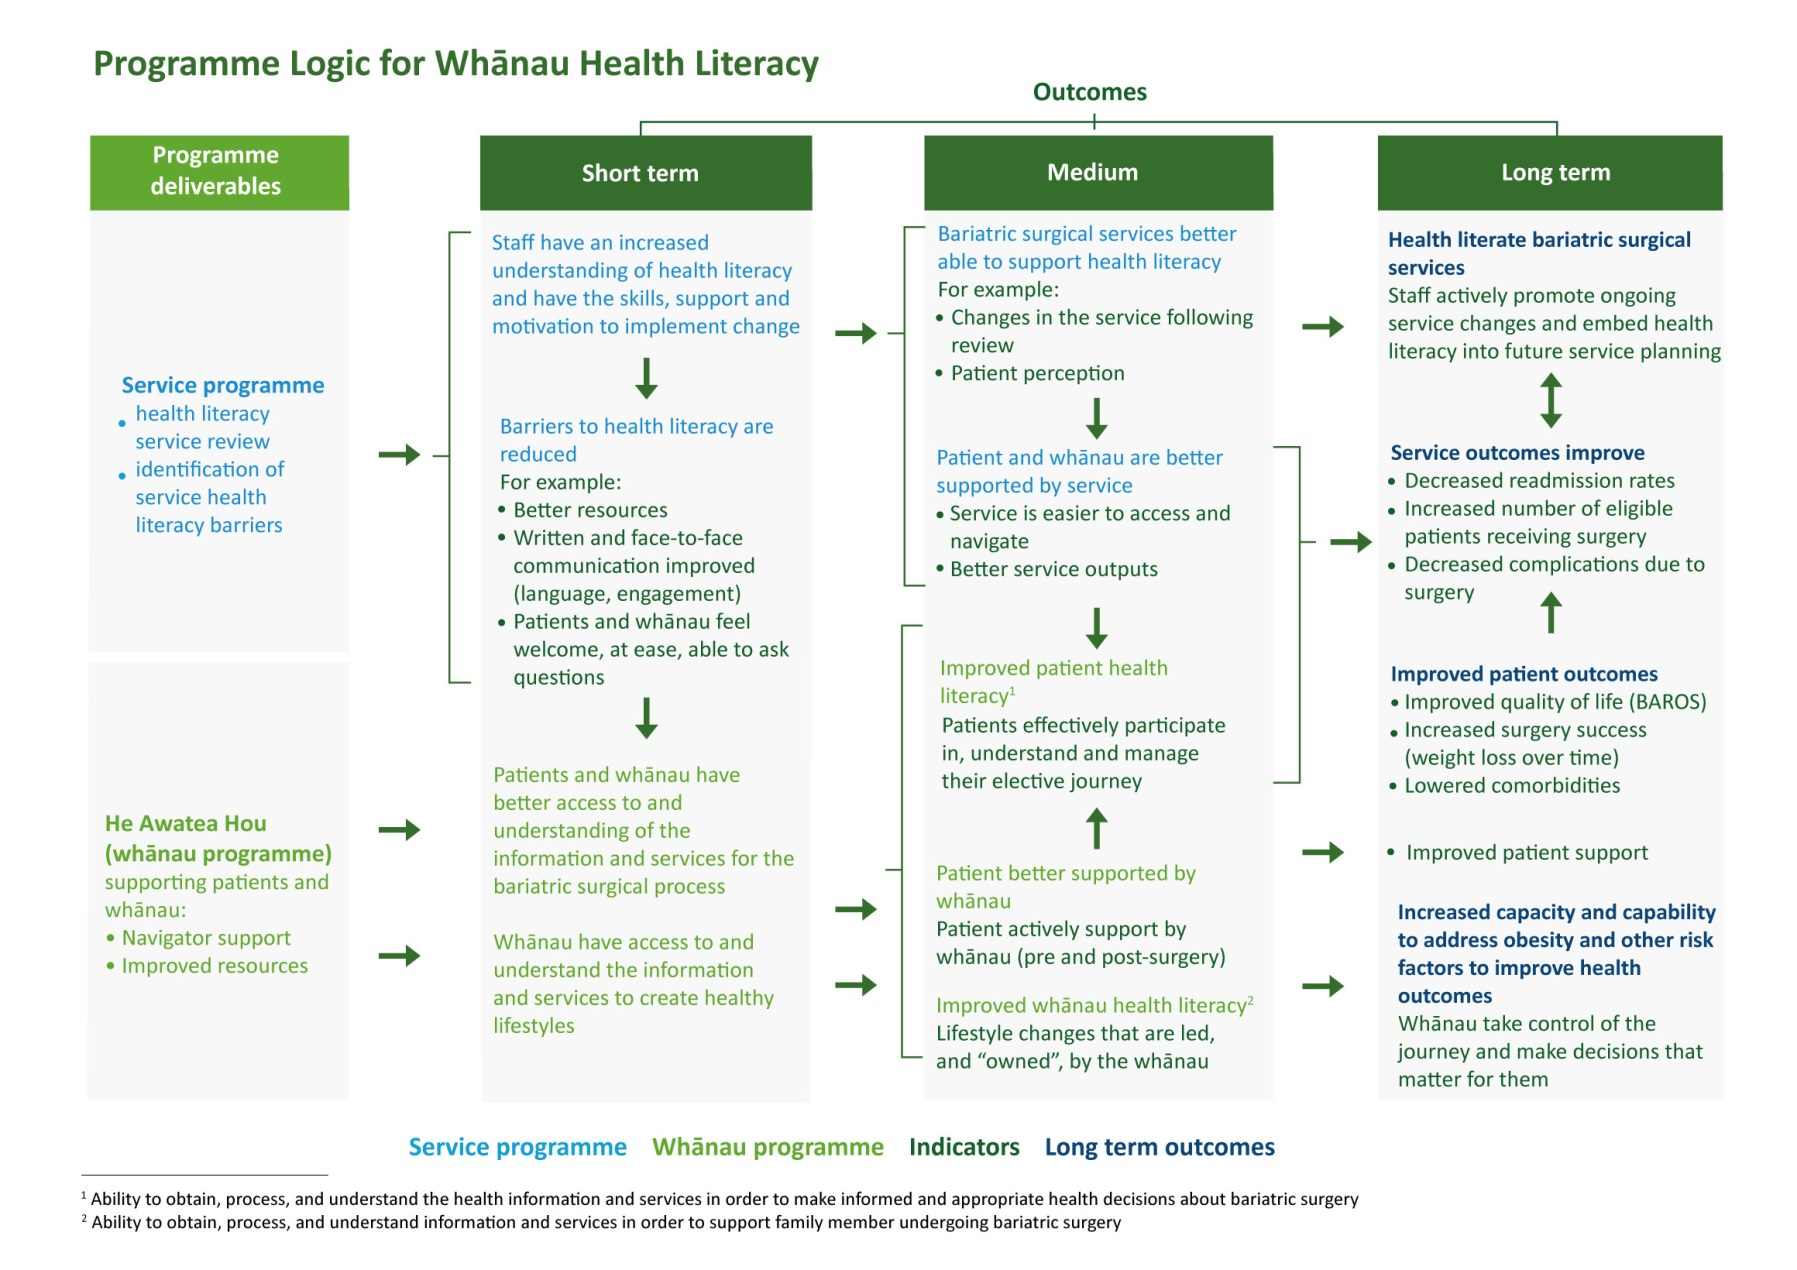 Programme Logic for Whānau Health Literacy
Outcomes
Programme
deliverables
Service programme
• health literacy
service review
• identification of
service health
literacy barriers
He Awatea Hou
(whānau programme)
supporting patients and
whānau:
• Navigator support
• Improved resources
Short term
Staff have an increased
understanding of health literacy
and have the skills, support and
motivation to implement change
Barriers to health literacy are
reduced
For example:
• Better resources
• Written and face-to-face
communication improved
(language, engagement)
• Patients and whānau feel
welcome, at ease, able to ask
questions
Patients and whānau have
better access to and
understanding of the
information and services for the
bariatric surgical process
Whānau have access to and
understand the information
and services to create healthy
lifestyles
Medium
Bariatric surgical services better
able to support health literacy
For example:
• Changes in the service following
review
• Patient perception
Patient and whānau are better
supported by service
• Service is easier to access and
navigate
• Better service outputs
Improved patient health
literacy¹
Patients effectively participate
in, understand and manage
their elective journey
Patient better supported by
whānau
Patient actively support by
whānau (pre and post-surgery)
Improved whānau health literacy²
Lifestyle changes that are led,
and “owned”, by the whānau
Long term
Health literate bariatric surgical
services
Staff actively promote ongoing
service changes and embed health
literacy into future service planning
Service outcomes improve
• Decreased readmission rates
• Increased number of eligible
patients receiving surgery
• Decreased complications due to
surgery
Improved patient outcomes
• Improved quality of life (BAROS)
• Increased surgery success
(weight loss over time)
• Lowered comorbidities
• Improved patient support
Increased capacity and capability
to address obesity and other risk
factors to improve health
outcomes
Whānau take control of the
journey and make decisions that
matter for them
Service programme Whānau programme Indicators Long term outcomes
¹ Ability to obtain, process, and understand the health information and services in order to make informed and appropriate health decisions about bariatric surgery
² Ability to obtain, process, and understand information and services in order to support family member undergoing bariatric surgery